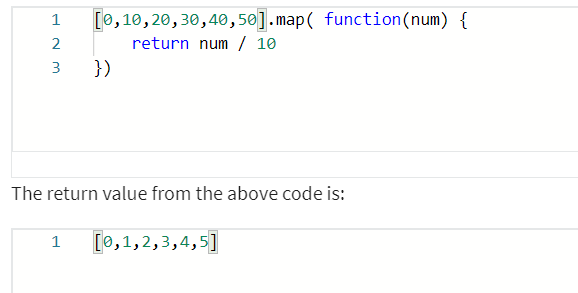 1 [0,10,20,30,40,50].map( function(num) {
2 return num / 10
3 })
The return value from the above code is:
1 [0,1,2,3,4,5]